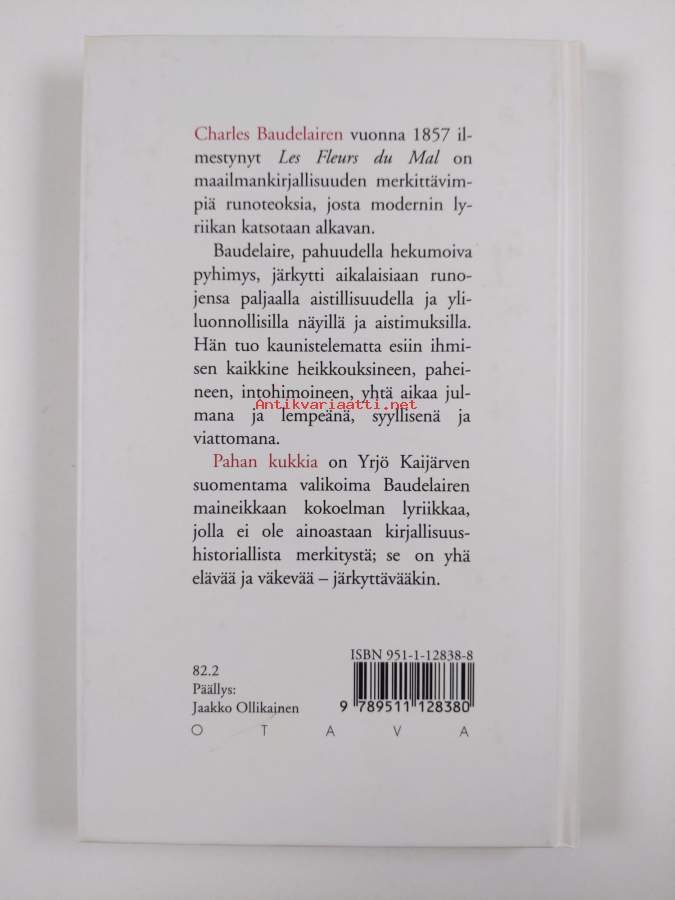 Charles Baudelairen vuonna 1857 il-
mestynyt Les Fleurs du Mal on
maailmankirjallisuuden merkittävim-
piä runoteoksia, josta modernin ly-
riikan katsotaan alkavan.
Baudelaire, pahuudella hekumoiva
pyhimys, järkytti aikalaisiaan runo-
jensa paljaalla aistillisuudella ja yli-
luonnollisilla näyillä ja aistimuksilla.
Hän tuo kaunistelematta esiin ihmi-
sen kaikkine heikkouksineen, pahei-
neen, intohimoineen, yhtä aikaa jul-
Antikvariaatti.net
mana ja lempeänä, syyllisenä ja
viattomana.
Pahan kukkia on Yrjö Kaijärven
suomentama valikoima Baudelairen
maineikkaan kokoelman lyriikkaa,
jolla ei ole ainoastaan kirjallisuus-
historiallista merkitystä; se on yhä
elävää ja väkevää – järkyttävääkin.
ISBN 951-1-12838-8
82.2
Päällys:
Jaakko Ollikainen
9 789511 128380
OTAVA